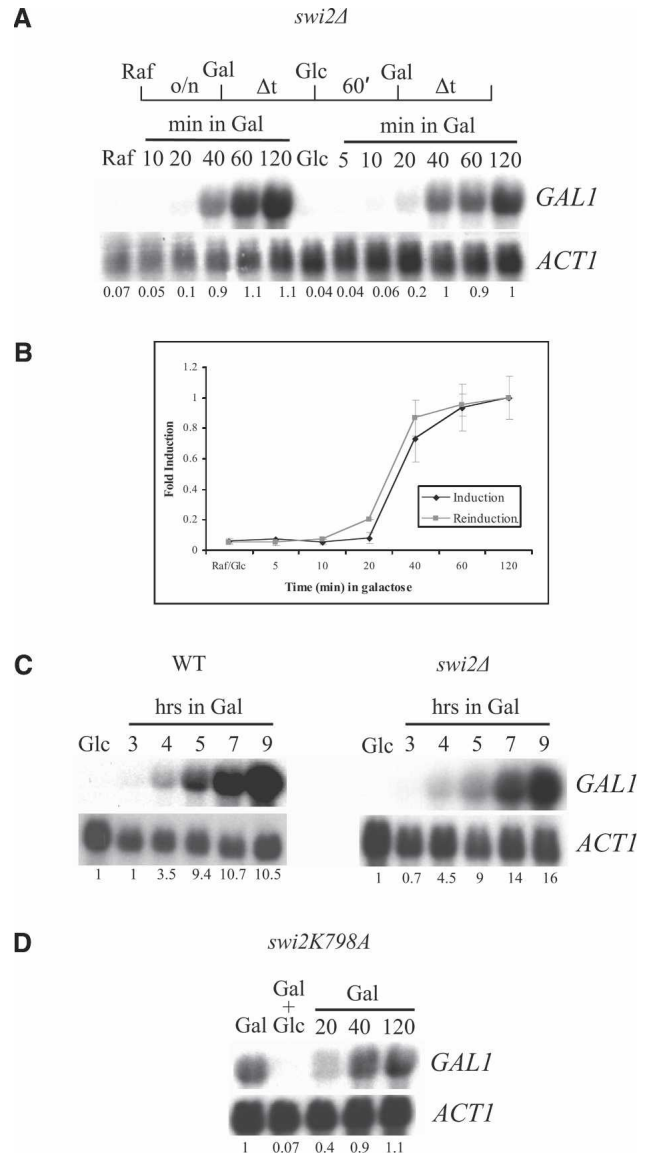 A
swi2Δ
Raf o/n Gal Δt Glc 60′ Gal Δt
min in Gal min in Gal
Raf 10 20 40 60 120 Glc 5 10 20 40 60 120
GAL1
ACT1
0.07 0.05 0.1 0.9 1.1 1.1 0.04 0.04 0.06 0.2 1 0.9 1
B
1.2
1
0.8
0.6
0.4
0.2
0
Fold Induction
Induction
Reinduction
Raf/Glc 5 10 20 40 60 120
Time (min) in galactose
C
WT swi2Δ
hrs in Gal hrs in Gal
Glc 3 4 5 7 9 Glc 3 4 5 7 9
GAL1
ACT1
1 1 3.5 9.4 10.7 10.5 1 0.7 4.5 9 14 16
D
swi2K798A
Gal
+
Gal Glc
Gal
20 40 120
GAL1
ACT1
1 0.07 0.4 0.9 1.1